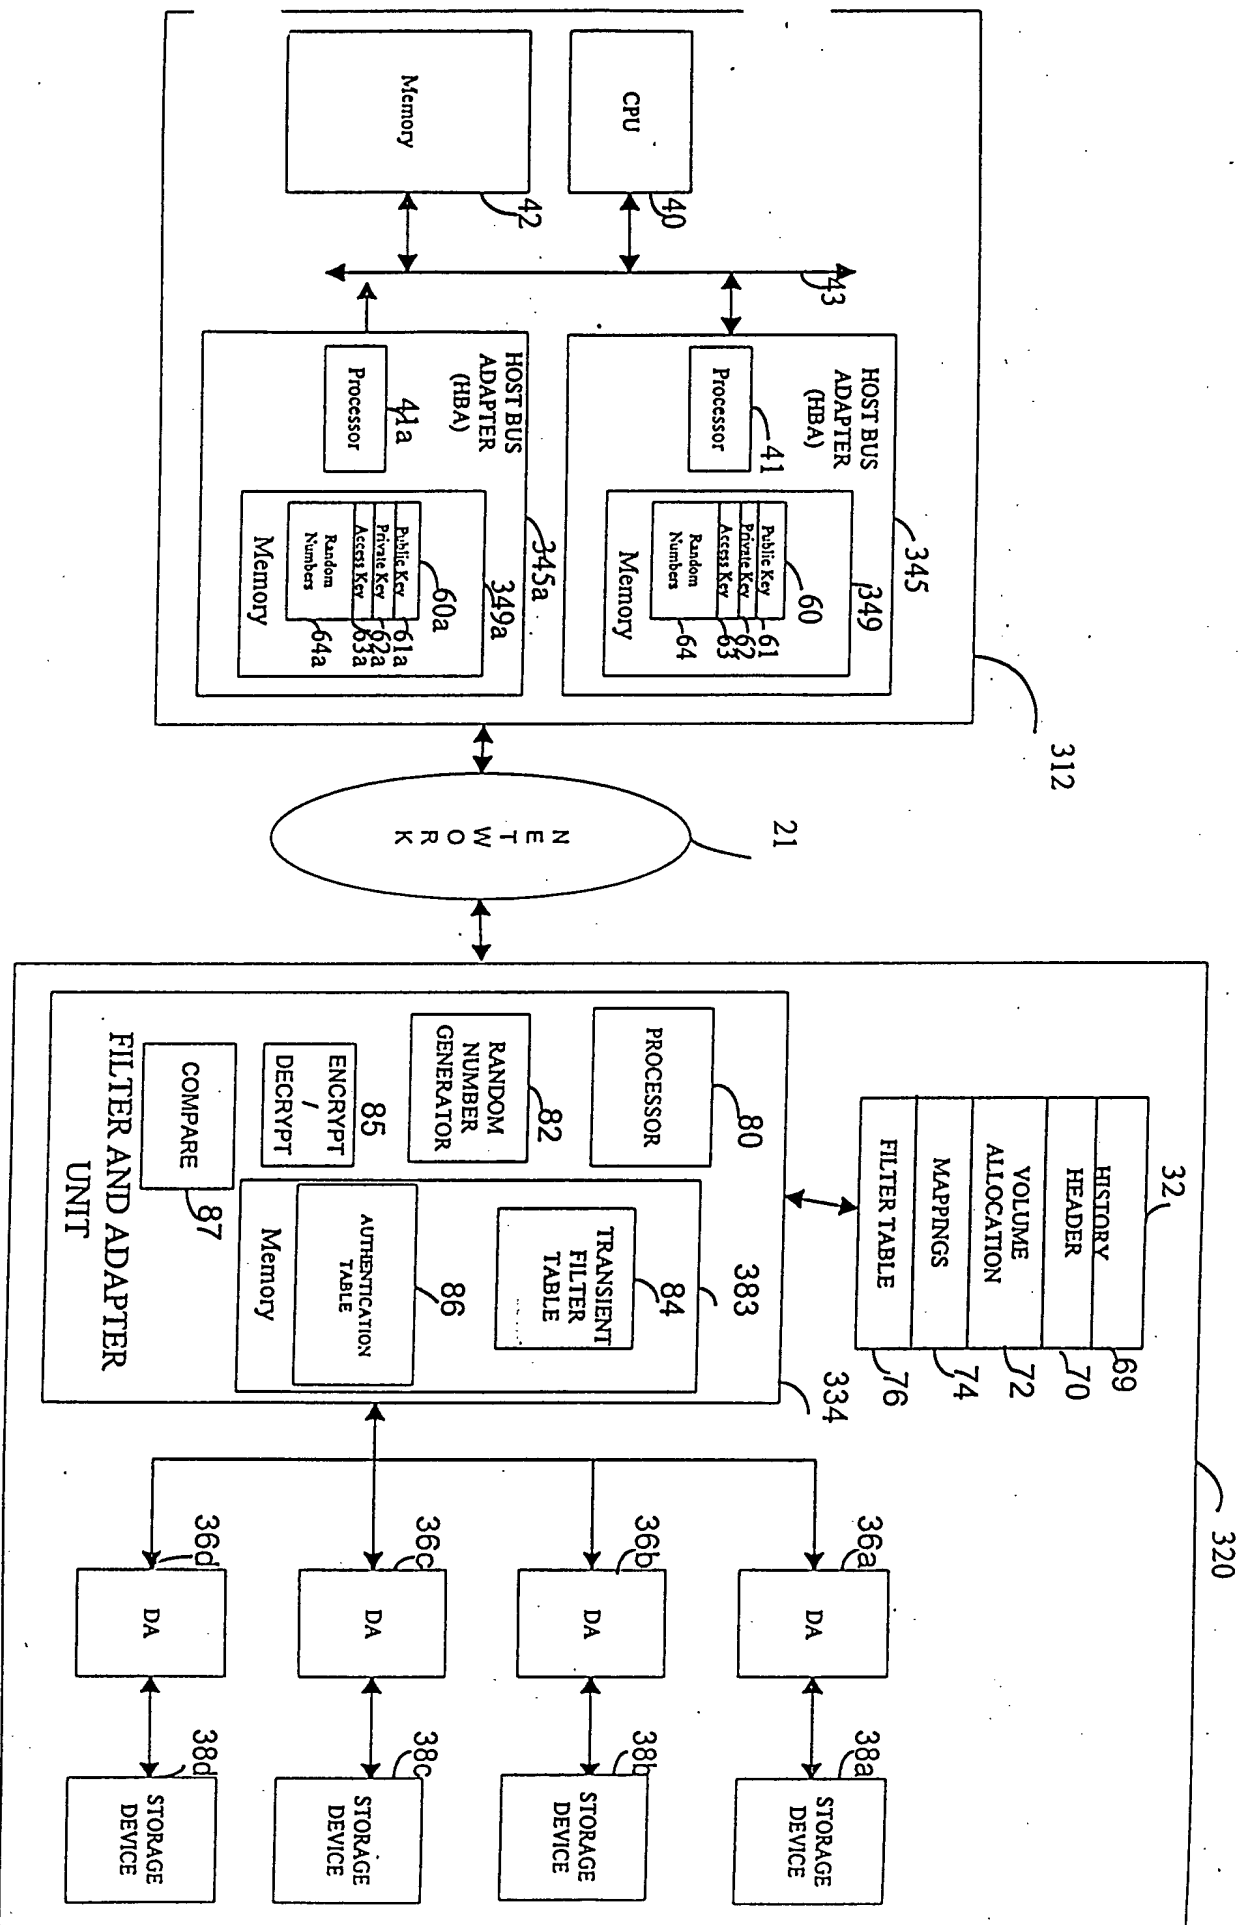 312
CPU
40
Memory
42
43
HOST BUS
ADAPTER
(HBA)
345
Processor
41
349
60
Public Key
61
Private Key
62
Access Key
63
Random
Numbers
64
Memory
HOST BUS
ADAPTER
(HBA)
345a
Processor
41a
349a
60a
Public Key
61a
Private Key
62a
Access Key
63a
Random
Numbers
64a
Memory
21
NETWORK
320
32
HISTORY
69
HEADER
70
VOLUME
ALLOCATION
72
MAPPINGS
74
FILTER TABLE
76
334
PROCESSOR
80
RANDOM
NUMBER
GENERATOR
82
ENCRYPT
/
DECRYPT
85
COMPARE
87
383
TRANSIENT
FILTER
TABLE
84
AUTHENTICATION
TABLE
86
Memory
FILTER AND ADAPTER
UNIT
36a
DA
38a
STORAGE
DEVICE
36b
DA
38b
STORAGE
DEVICE
36c
DA
38c
STORAGE
DEVICE
36d
DA
38d
STORAGE
DEVICE